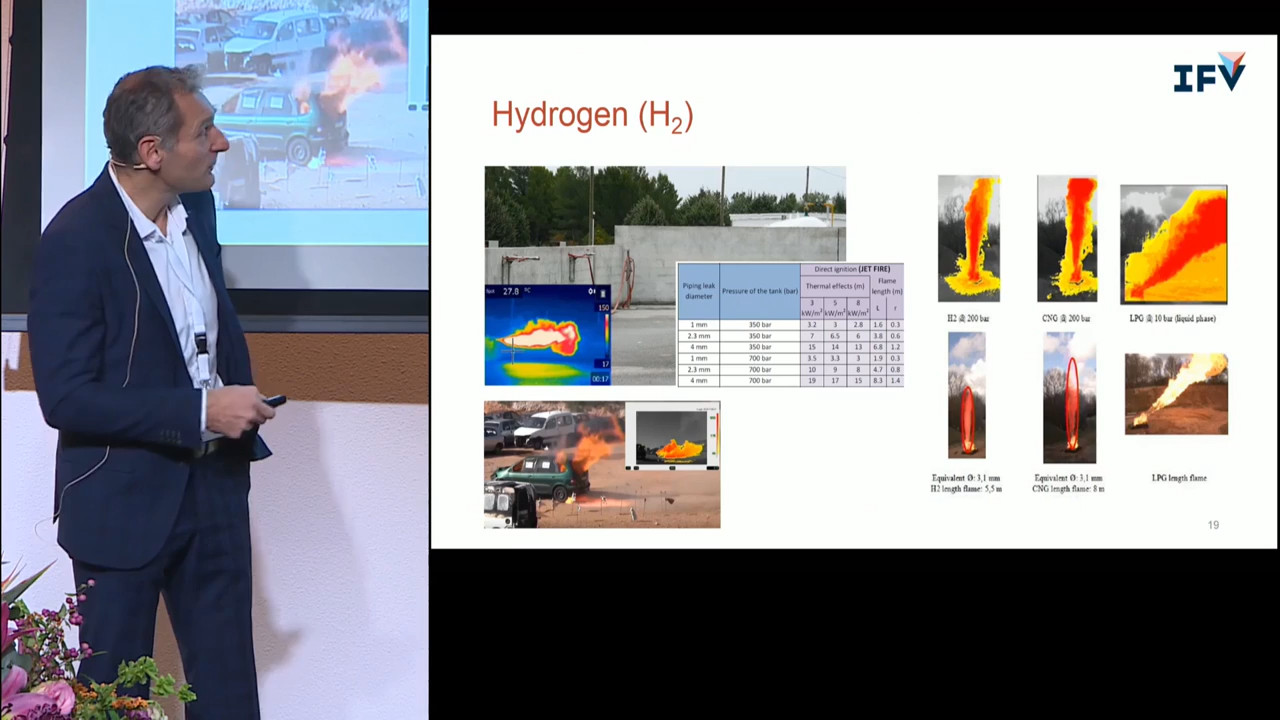 IFV
Hydrogen (H2)
27.8 °C
150
17
00:17
Direct ignition (JET FIRE)
Piping leak diameter
Pressure of the tank (bar)
Thermal effects (m)
Flame length (m)
3 kW/m² 5 kW/m² 8 kW/m² L r
1 mm 350 bar 3.2 3 2.8 1.6 0.3
2.3 mm 350 bar 7 6.5 6 3.8 0.6
4 mm 350 bar 15 14 13 6.8 1.2
1 mm 700 bar 3.5 3.3 3 1.9 0.3
2.3 mm 700 bar 10 9 8 4.7 0.8
4 mm 700 bar 19 17 15 8.3 1.4
H2 @ 200 bar
CNG @ 200 bar
LPG @ 10 bar (liquid phase)
Equivalent Ø: 3,1 mm
H2 length flame: 5,5 m
Equivalent Ø: 3,1 mm
CNG length flame: 8 m
LPG length flame
19